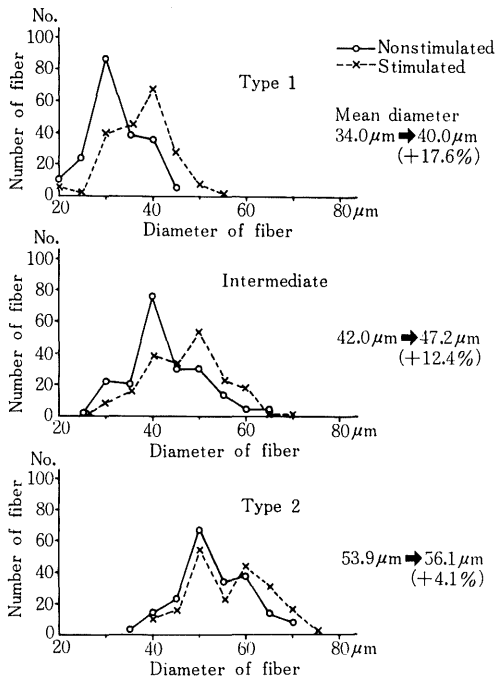 No.
100
80
60
40
20
0
Number of fiber
20 40 60 80 μm
Diameter of fiber
Type 1
Nonstimulated
Stimulated
Mean diameter
34.0μm➡40.0μm
(+17.6%)
No.
100
80
60
40
20
0
Number of fiber
20 40 60 80μm
Diameter of fiber
Intermediate
42.0μm➡47.2μm
(+12.4%)
No.
100
80
60
40
20
0
Number of fiber
20 40 60 80μm
Diameter of fiber
Type 2
53.9μm➡56.1μm
(+4.1%)